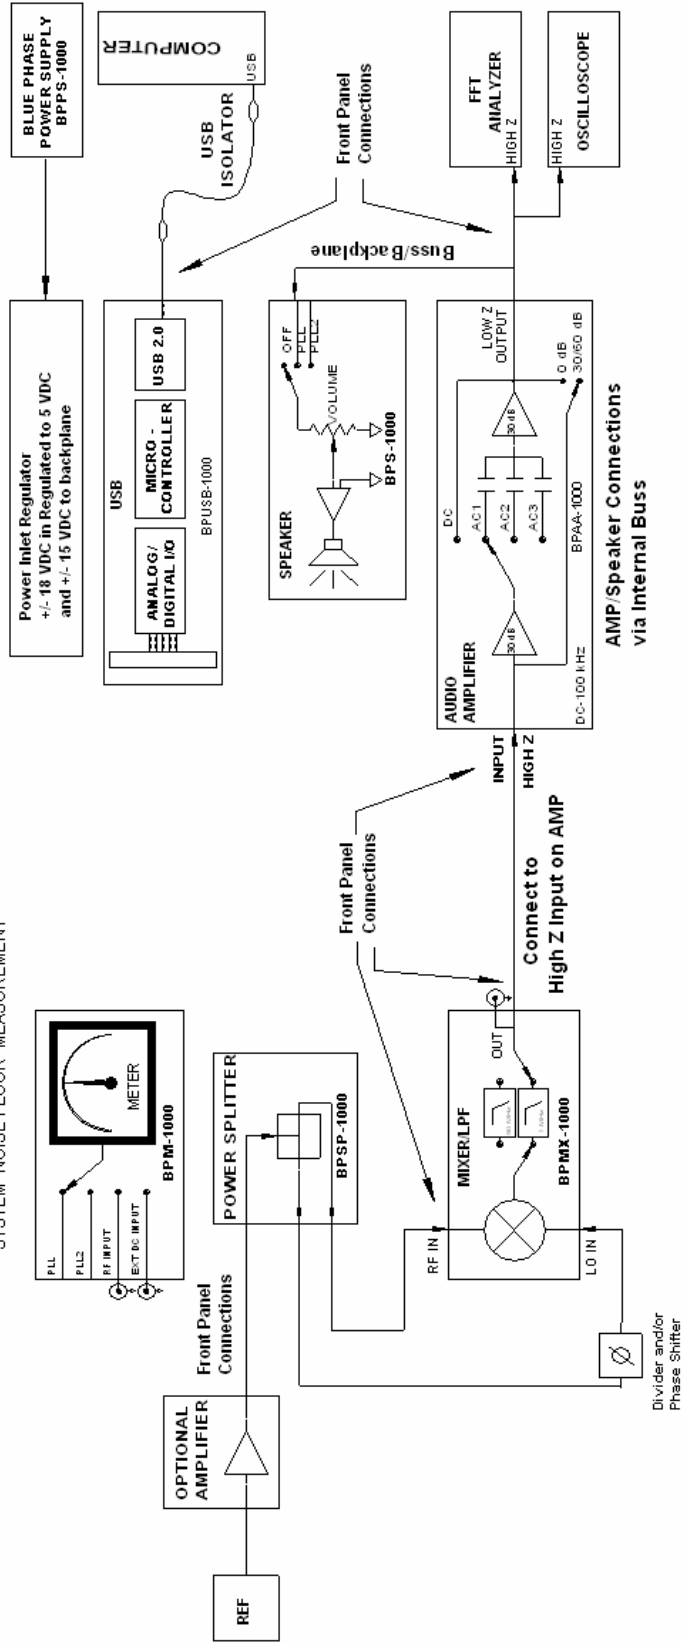 SYSTEM NOISE FLOOR MEASUREMENT
BLUE PHASE
POWER SUPPLY
BPPS-1000
Power Inlet Regulator
+/- 18 VDC in Regulated to 5 VDC
and +/- 15 VDC to backplane
COMPUTER
USB
USB
ISOLATOR
USB
ANALOG/
DIGITAL I/O
MICRO -
CONTROLLER
USB 2.0
BPUSB-1000
Front Panel
Connections
SPEAKER
OFF
PLL
PLL2
VOLUME
BPS-1000
Buss/Backplane
FFT
ANALYZER
HIGH Z
HIGH Z
OSCILLOSCOPE
AUDIO
AMPLIFIER
30 dB
DC
AC1
AC2
AC3
30 dB
LOW Z
OUTPUT
0 dB
30/60 dB
BPAA-1000
DC-100 kHz
AMP/Speaker Connections
via Internal Buss
INPUT
HIGH Z
Front Panel
Connections
Connect to
High Z Input on AMP
PLL
PLL2
RF INPUT
EXT DC INPUT
METER
BPM-1000
POWER SPLITTER
BPSP-1000
Front Panel
Connections
OPTIONAL
AMPLIFIER
REF
MIXER/LPF
RF IN
LO IN
OUT
BPMX-1000
Ø
Divider and/or
Phase Shifter